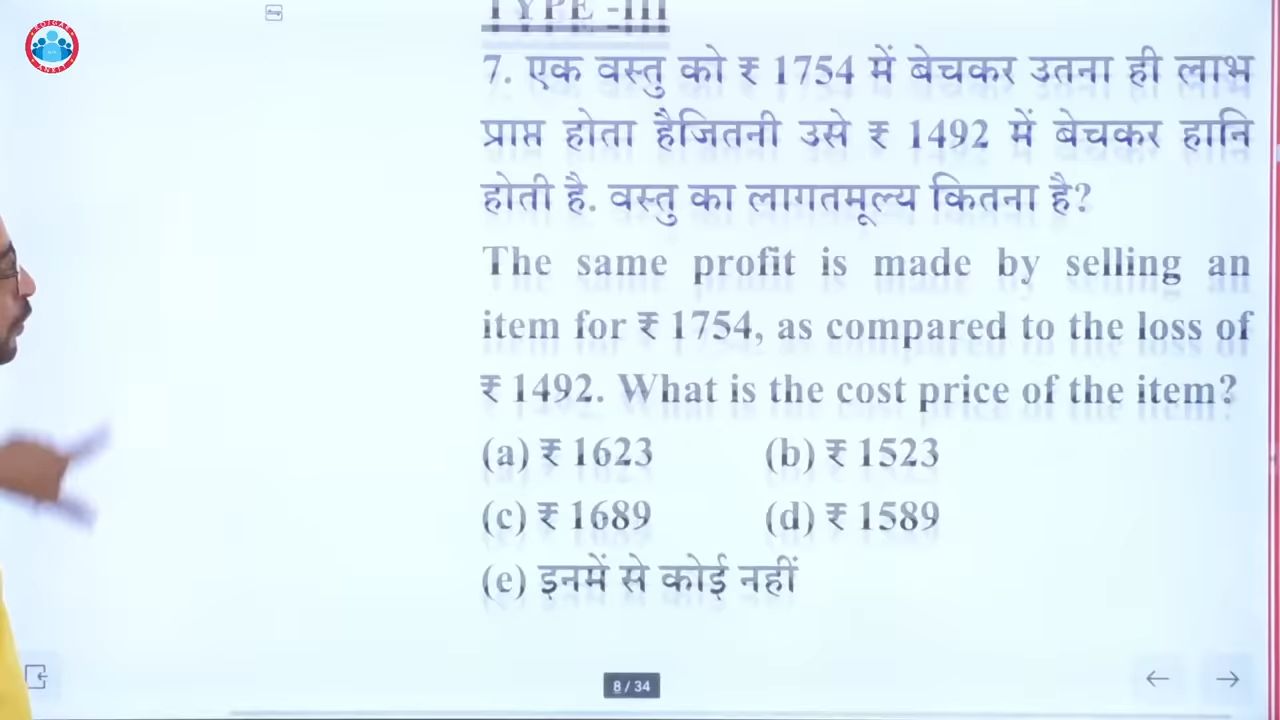 TYPE -III
7. एक वस्तु को ₹ 1754 में बेचकर उतना ही लाभ
प्राप्त होता हैजितनी उसे ₹ 1492 में बेचकर हानि
होती है. वस्तु का लागतमूल्य कितना है?
The same profit is made by selling an
item for ₹ 1754, as compared to the loss of
₹ 1492. What is the cost price of the item?
(a) ₹ 1623 (b) ₹ 1523
(c) ₹ 1689 (d) ₹ 1589
(e) इनमें से कोई नहीं
8 / 34